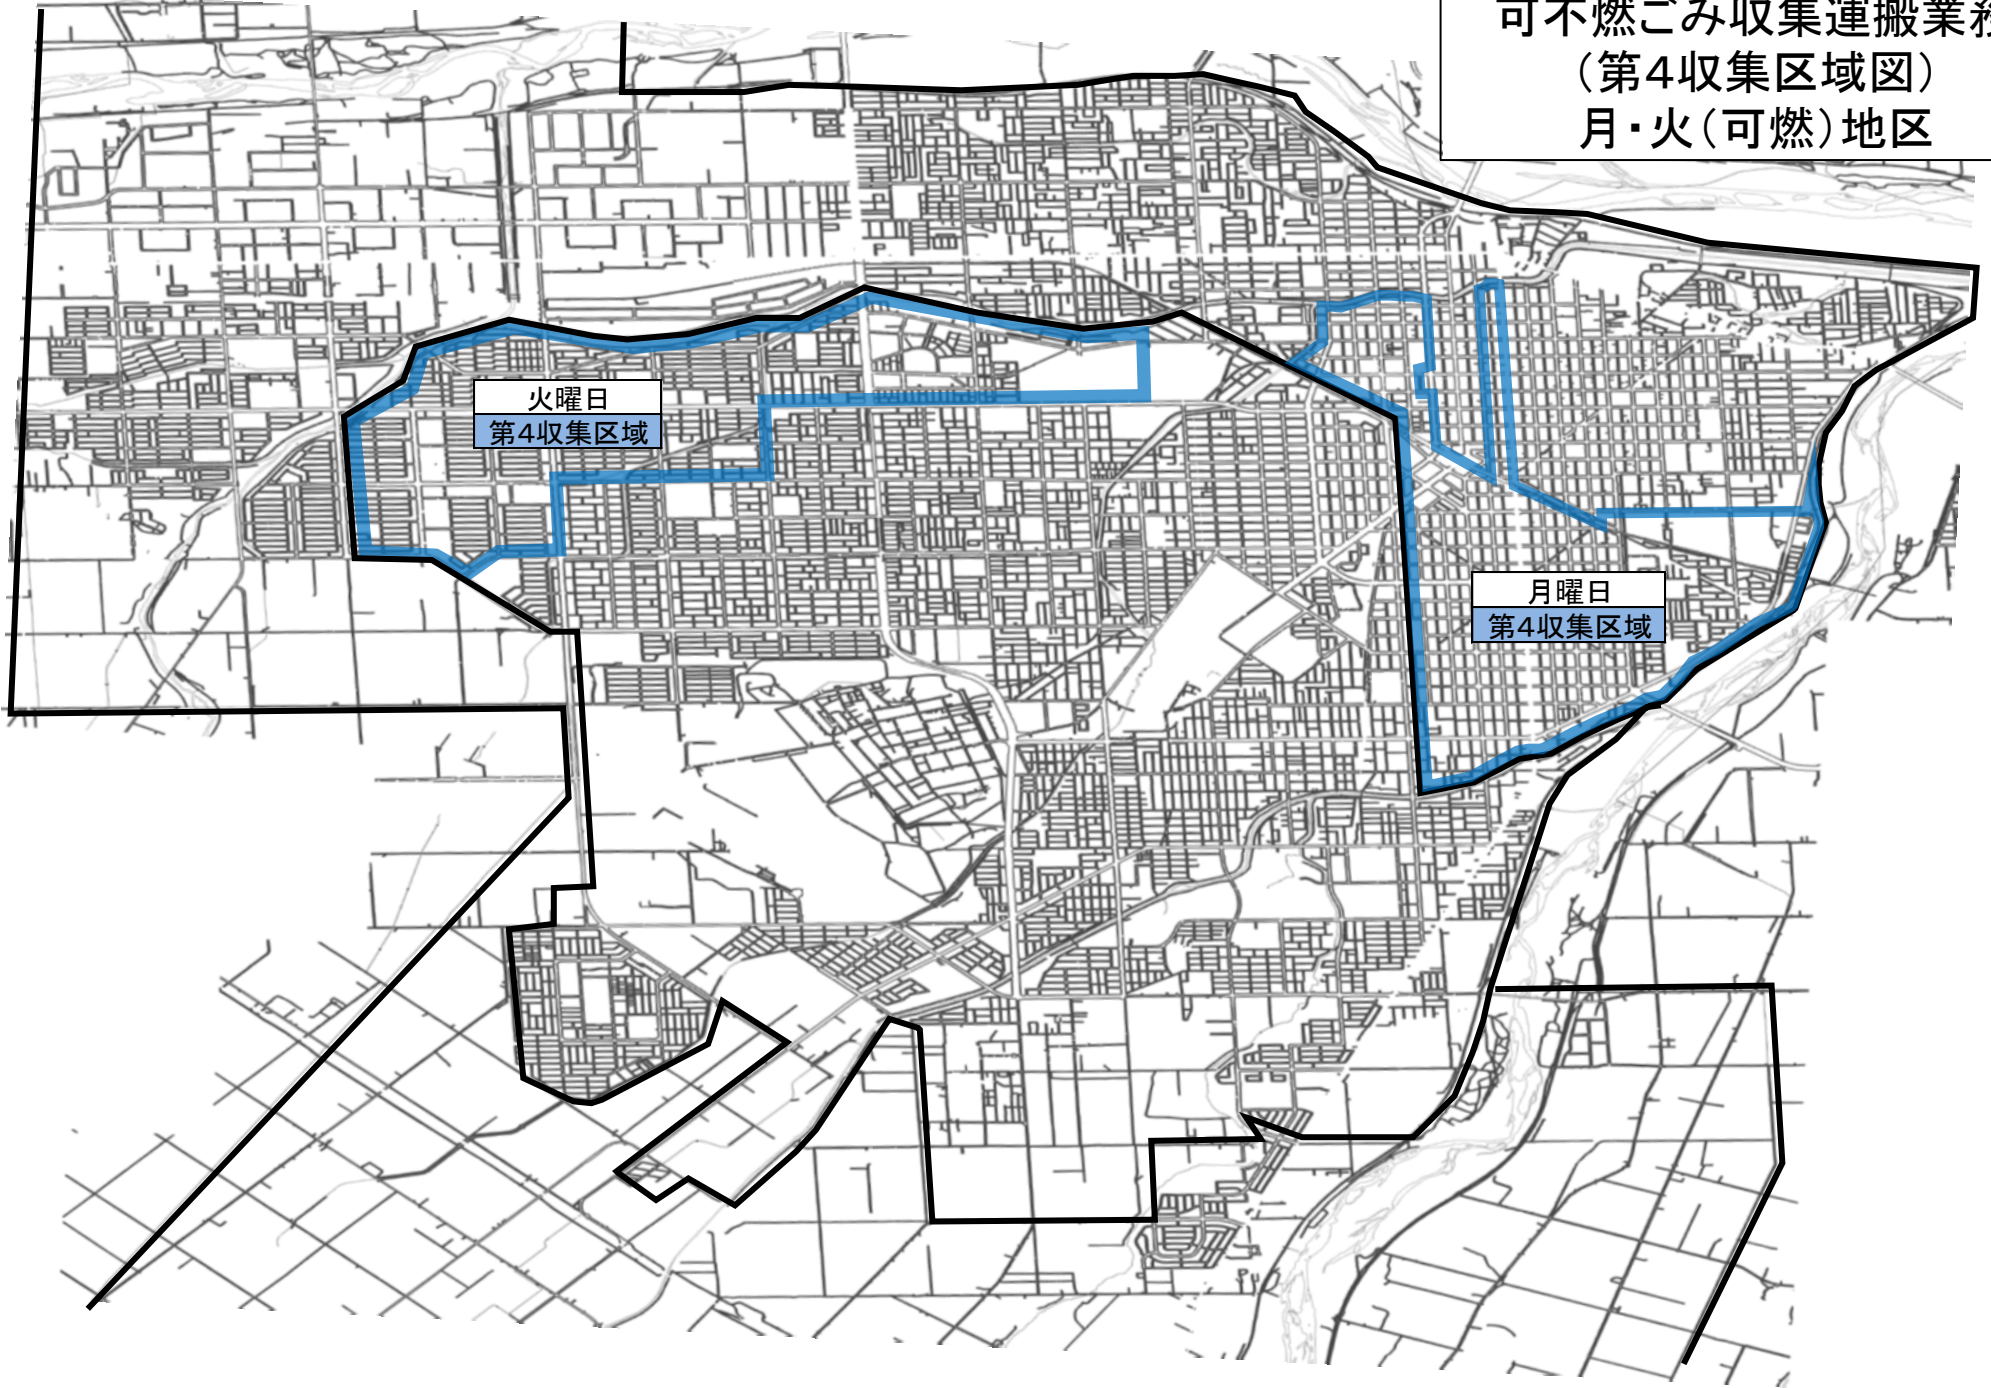 可不燃ごみ収集運搬業務
（第4収集区域図）
月・火（可燃）地区
火曜日
第4収集区域
月曜日
第4収集区域